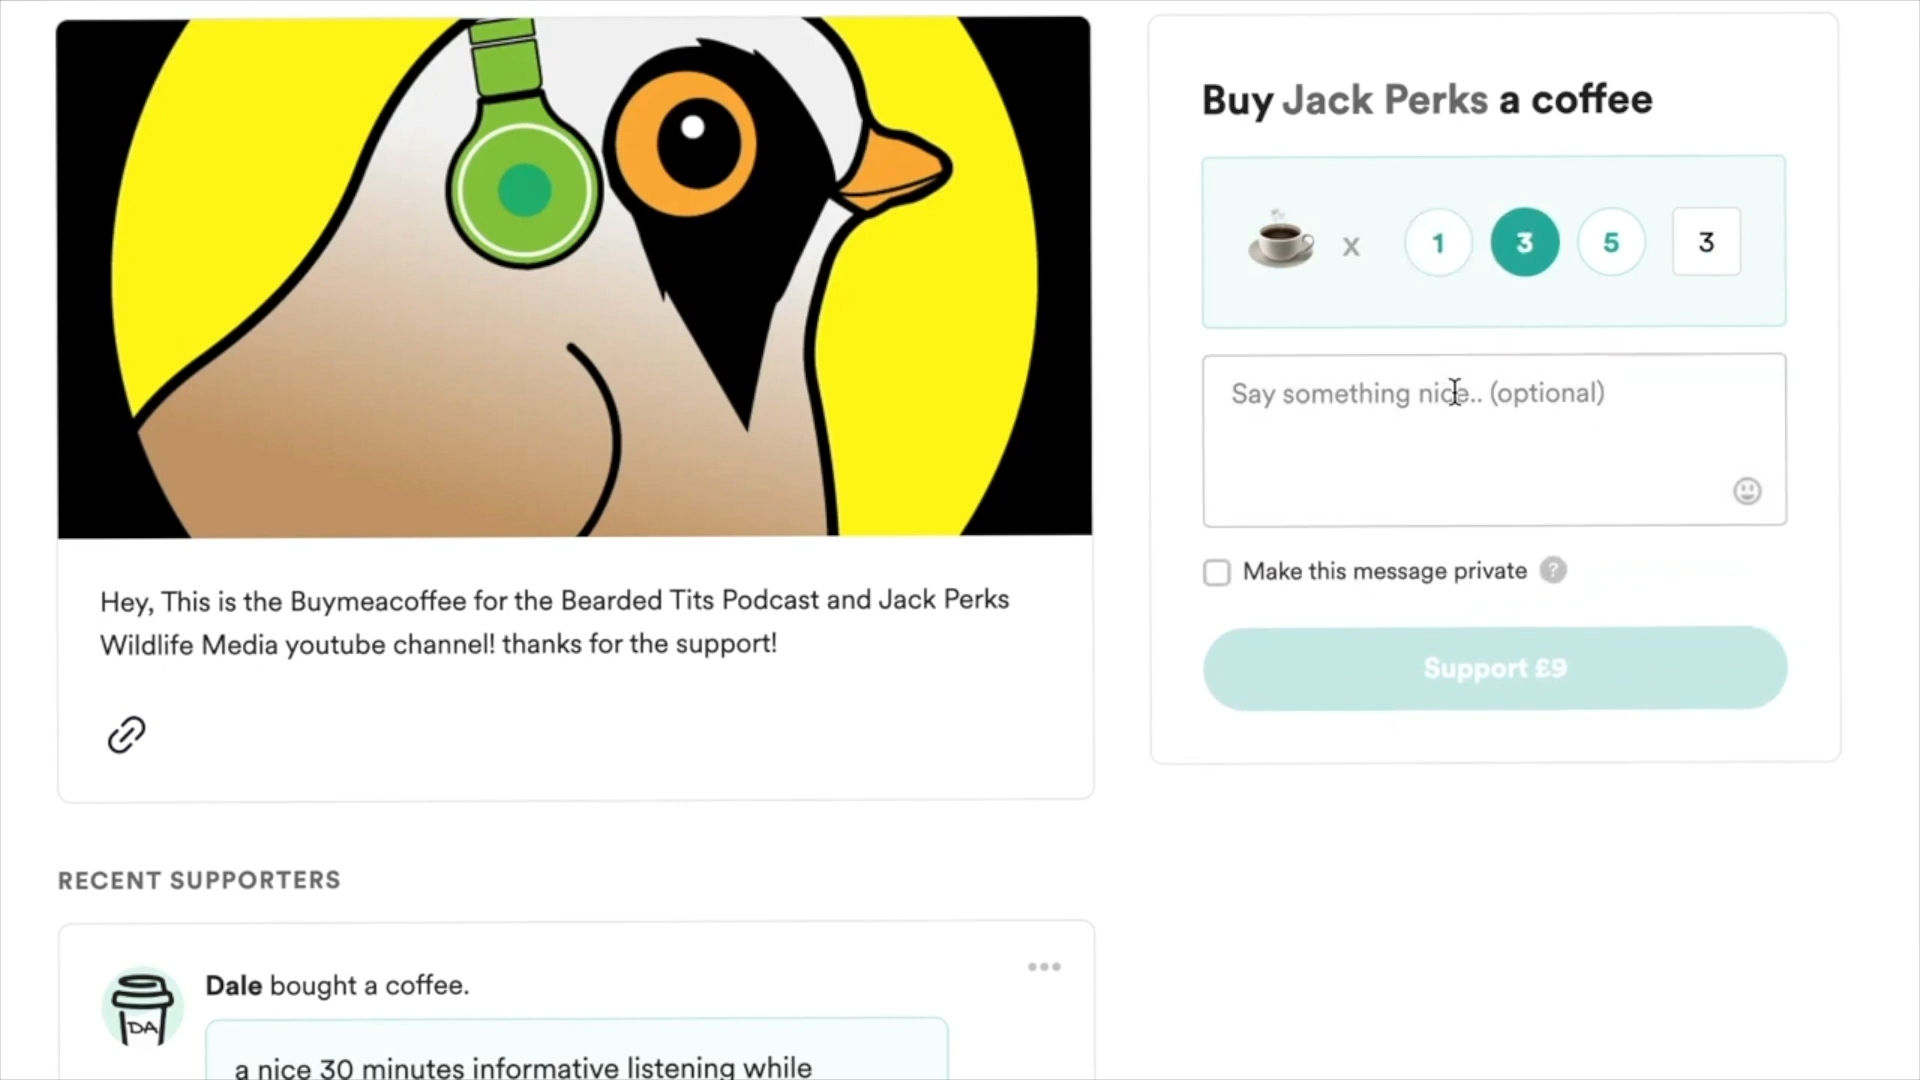 Buy Jack Perks a coffee
x 1 3 5 3
Say something nice.. (optional)
Make this message private ?
Support £9
Hey, This is the Buymeacoffee for the Bearded Tits Podcast and Jack Perks
Wildlife Media youtube channel! thanks for the support!
RECENT SUPPORTERS
Dale bought a coffee.
DA
a nice 30 minutes informative listening while